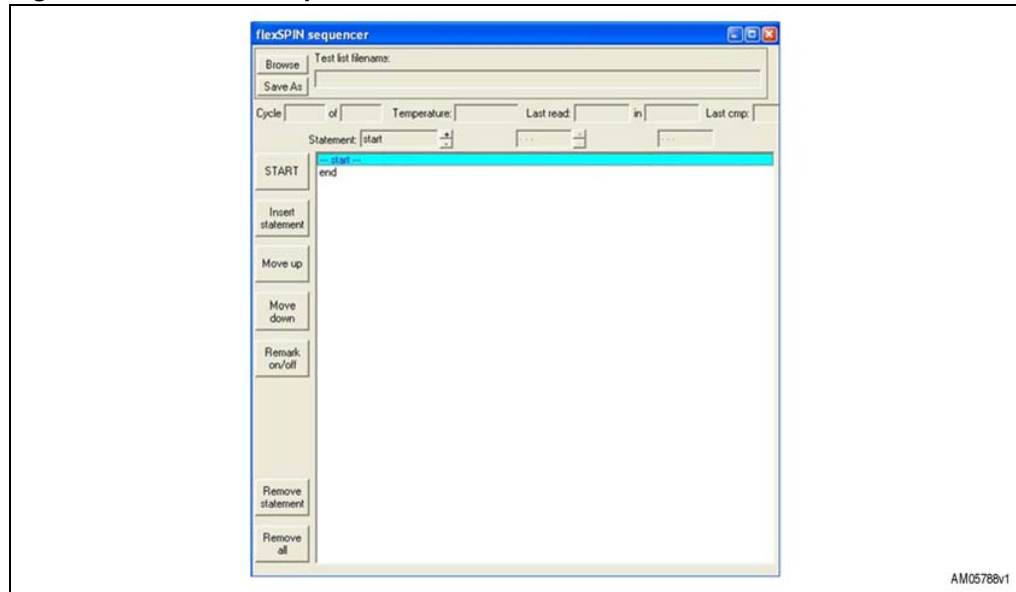 flexSPIN sequencer
Browse
Test list filename:
Save As
Cycle of Temperature: Last read: in Last cmp:
Statement: start --- ---
START
--- start ---
end
Insert
statement
Move up
Move
down
Remark
on/off
Remove
statement
Remove
all
AM05788v1